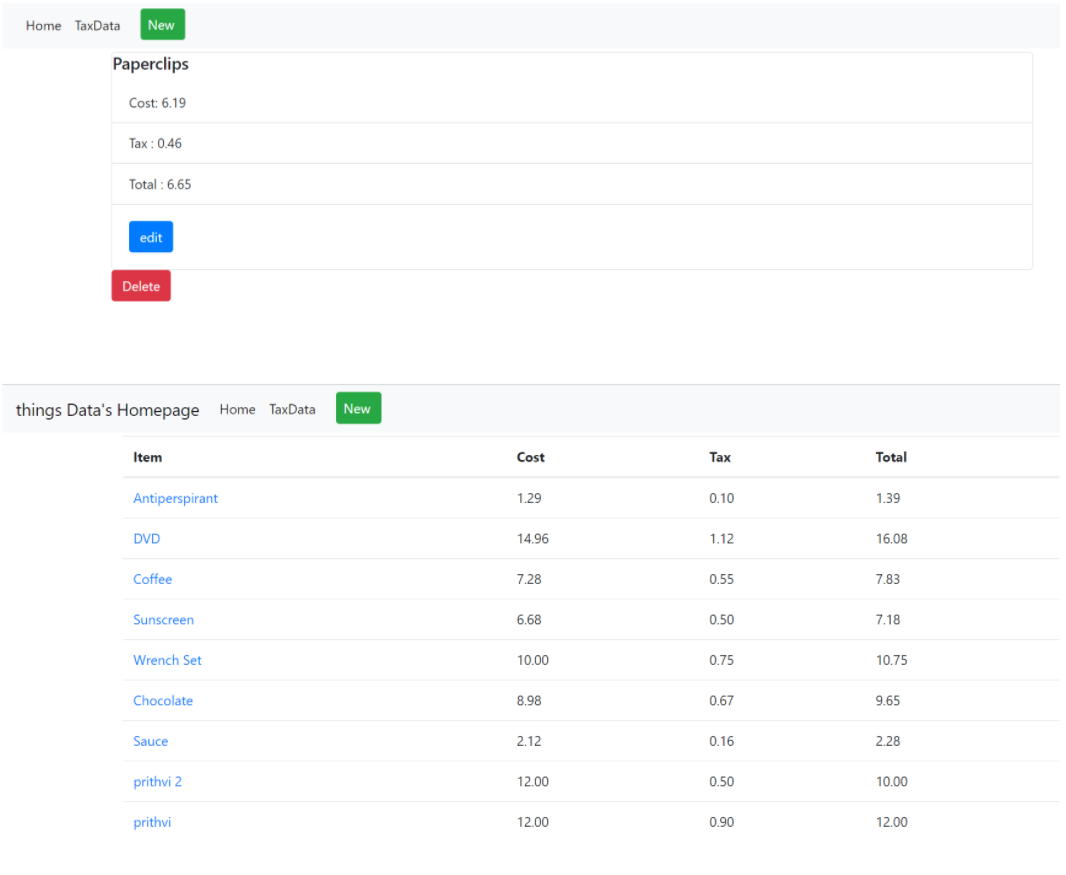 Home TaxData New
Paperclips
Cost: 6.19
Tax : 0.46
Total : 6.65
edit
Delete
things Data's Homepage Home TaxData New
Item Cost Tax Total
Antiperspirant 1.29 0.10 1.39
DVD 14.96 1.12 16.08
Coffee 7.28 0.55 7.83
Sunscreen 6.68 0.50 7.18
Wrench Set 10.00 0.75 10.75
Chocolate 8.98 0.67 9.65
Sauce 2.12 0.16 2.28
prithvi 2 12.00 0.50 10.00
prithvi 12.00 0.90 12.00